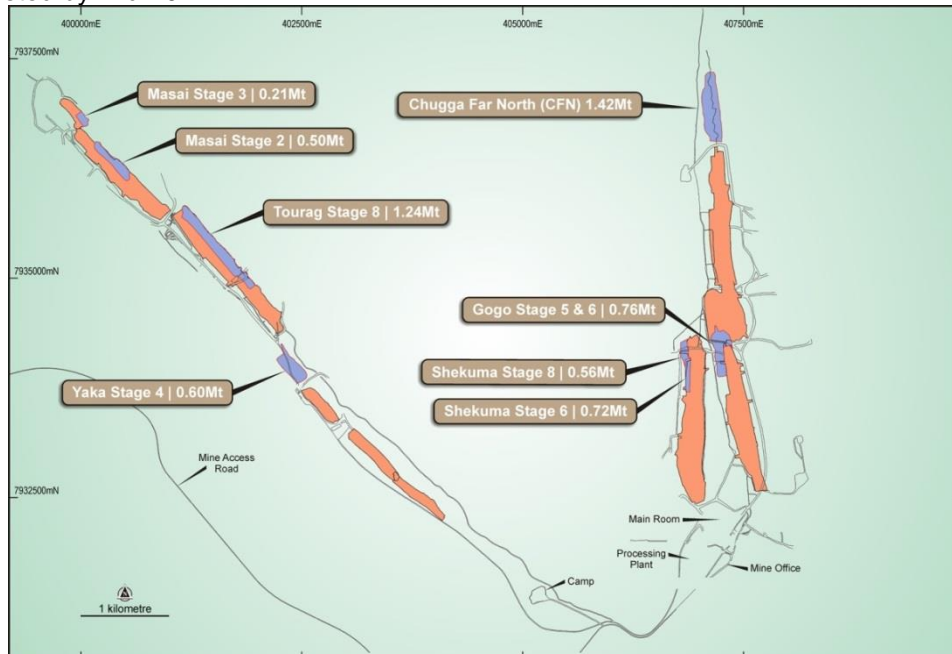 400000mE
402500mE
405000mE
407500mE
7937500mN
Masai Stage 3 | 0.21Mt
Chugga Far North (CFN) 1.42Mt
Masai Stage 2 | 0.50Mt
Tourag Stage 8 | 1.24Mt
7935000mN
Gogo Stage 5 & 6 | 0.76Mt
Shekuma Stage 8 | 0.56Mt
Yaka Stage 4 | 0.60Mt
Shekuma Stage 6 | 0.72Mt
Mine Access
Road
7932500mN
Main Room
Processing
Plant
Mine Office
Camp
1 kilometre